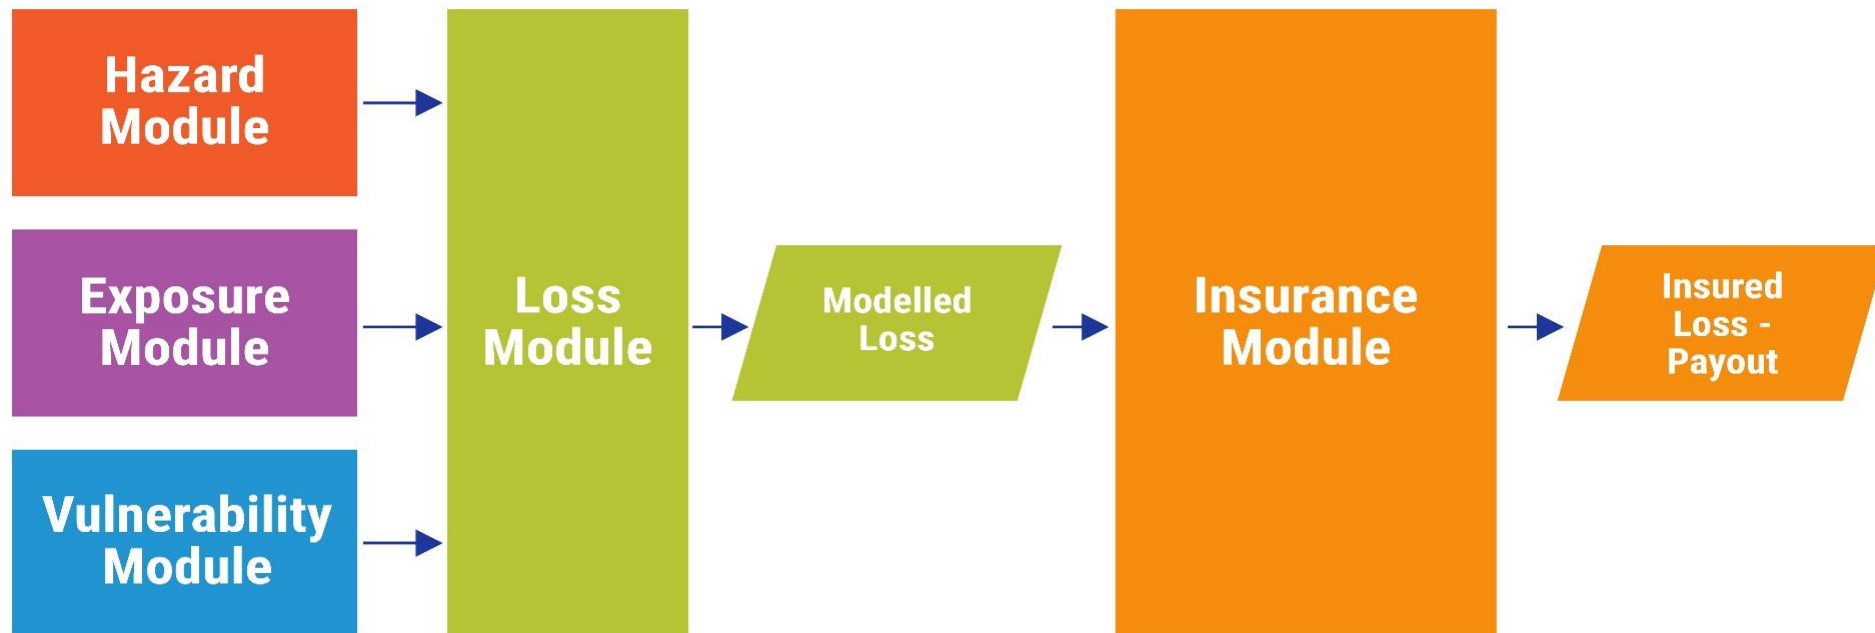 Hazard
Module
Exposure
Module
Vulnerability
Module
Loss
Module
Modelled
Loss
Insurance
Module
Insured
Loss -
Payout